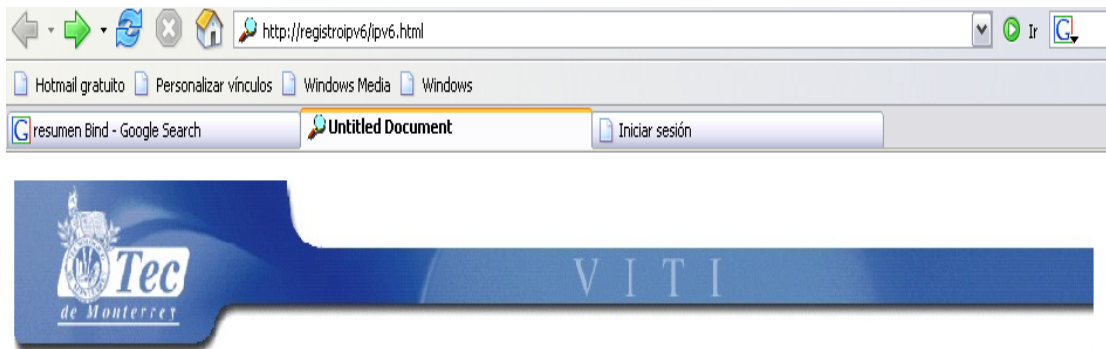 http://registroipv6/ipv6.html Ir G
Hotmail gratuito Personalizar vínculos Windows Media Windows
G resumen Bind - Google Search Untitled Document Iniciar sesión
Tec
de Monterrey
VITI